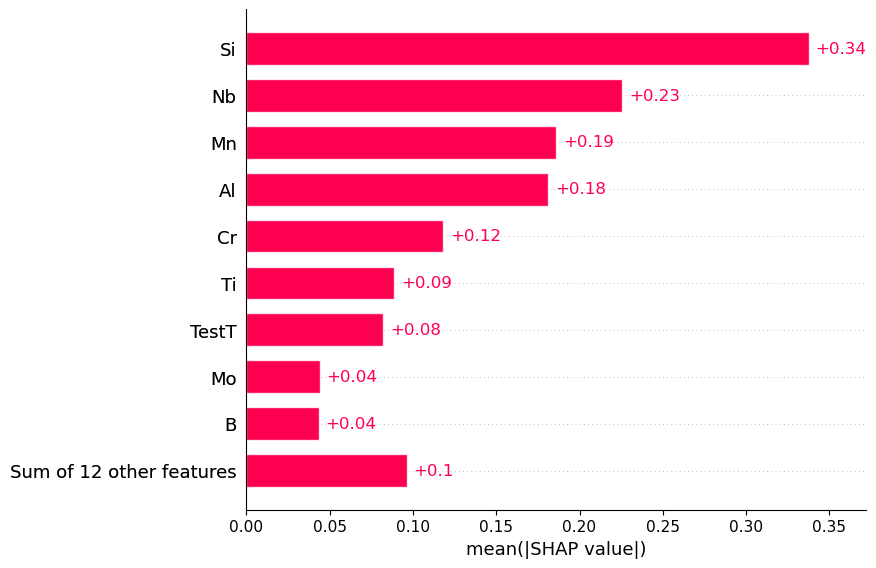 Si +0.34
Nb +0.23
Mn +0.19
Al +0.18
Cr +0.12
Ti +0.09
TestT +0.08
Mo +0.04
B +0.04
Sum of 12 other features +0.1
0.00 0.05 0.10 0.15 0.20 0.25 0.30 0.35
mean(|SHAP value|)